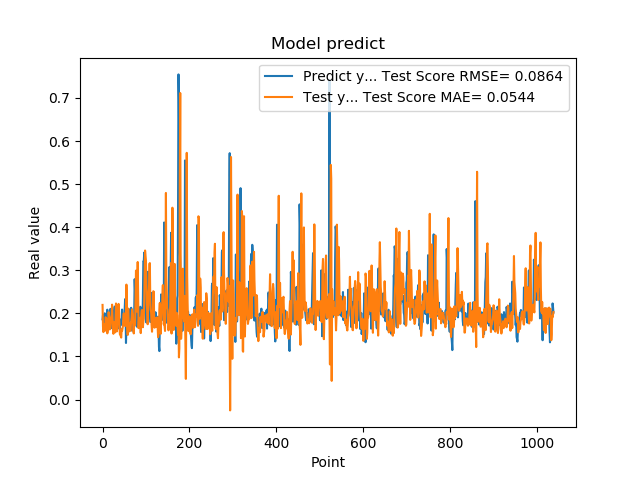 Model predict
Predict y... Test Score RMSE= 0.0864
Test y... Test Score MAE= 0.0544
0.7
0.6
0.5
0.4
0.3
0.2
0.1
0.0
Real value
0 200 400 600 800 1000
Point